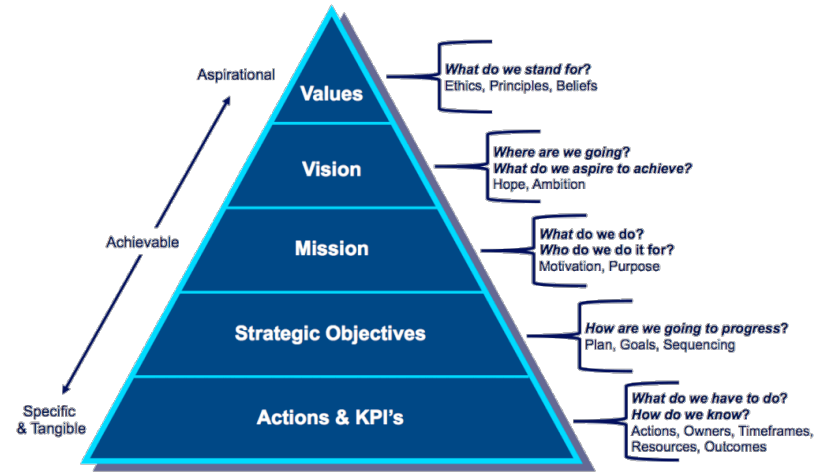 Aspirational
Achievable
Specific
& Tangible
Values
Vision
Mission
Strategic Objectives
Actions & KPI's
What do we stand for?
Ethics, Principles, Beliefs
Where are we going?
What do we aspire to achieve?
Hope, Ambition
What do we do?
Who do we do it for?
Motivation, Purpose
How are we going to progress?
Plan, Goals, Sequencing
What do we have to do?
How do we know?
Actions, Owners, Timeframes,
Resources, Outcomes